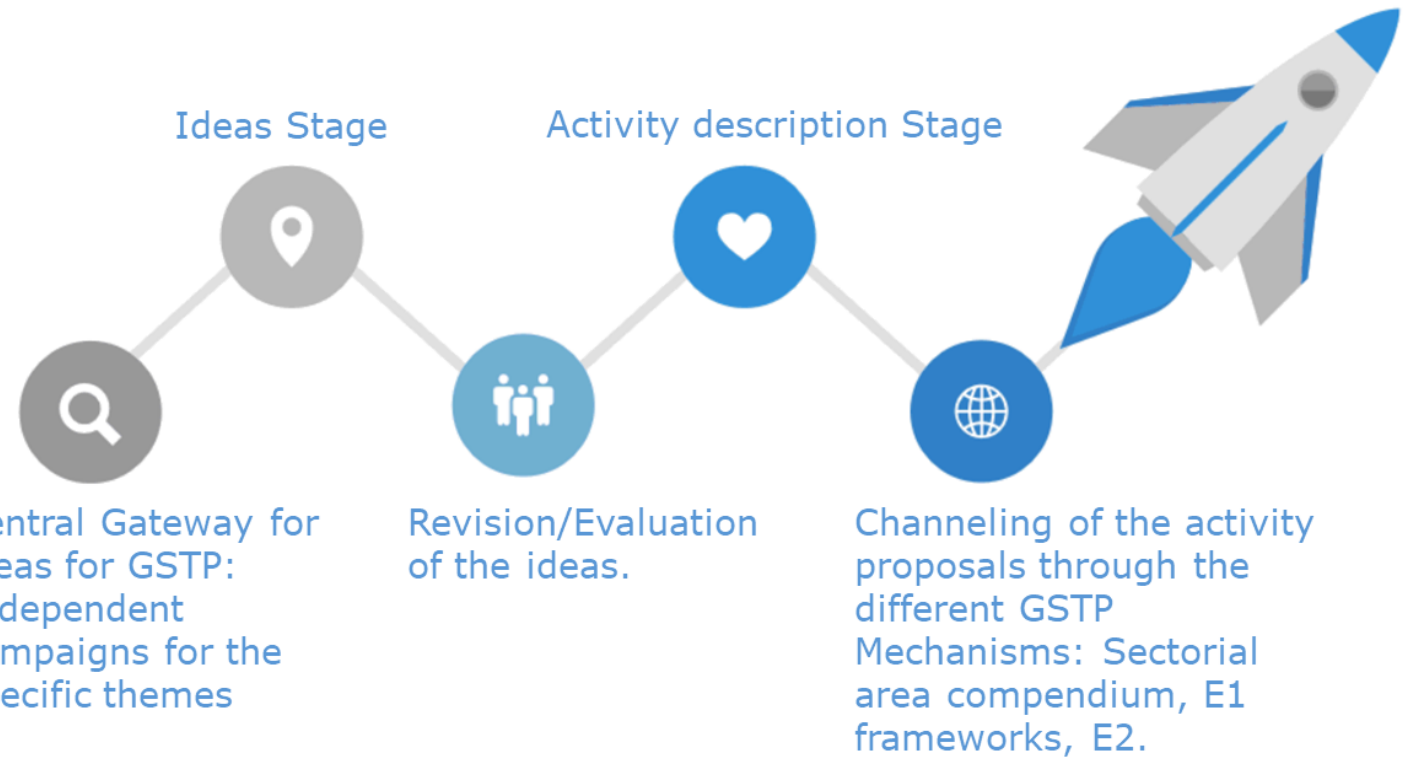 Ideas Stage
Activity description Stage
entral Gateway for
eas for GSTP:
dependent
mpaigns for the
ecific themes
Revision/Evaluation
of the ideas.
Channeling of the activity
proposals through the
different GSTP
Mechanisms: Sectorial
area compendium, E1
frameworks, E2.